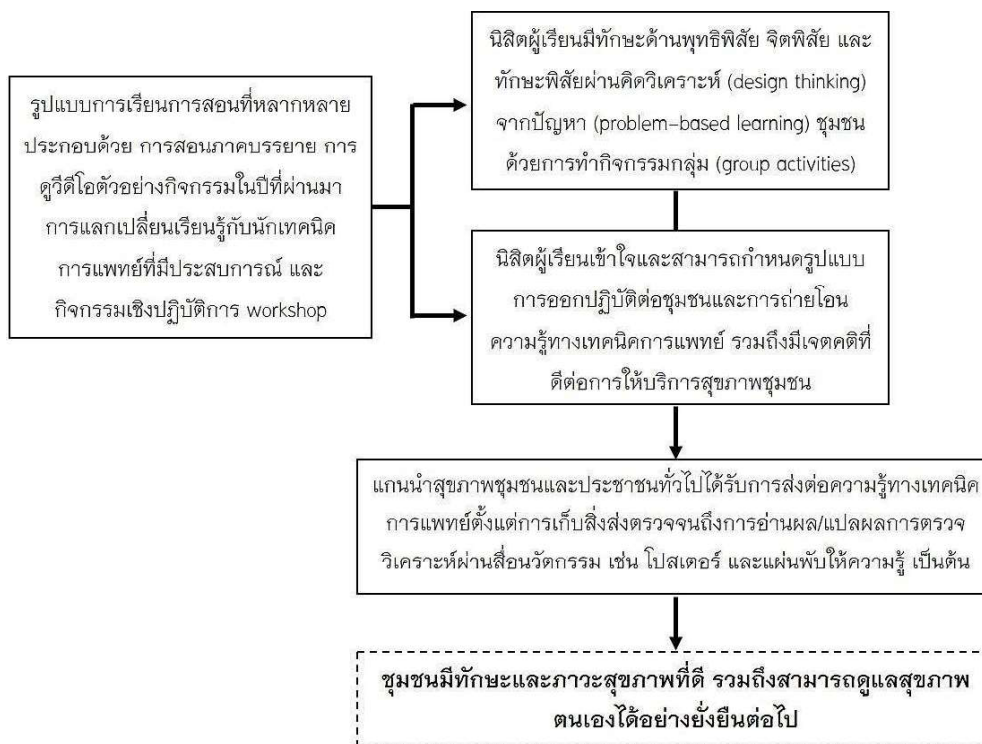 รูปแบบการเรียนการสอนที่หลากหลาย
ประกอบด้วย การสอนภาคบรรยาย การ
ดูวีดีโอตัวอย่างกิจกรรมในปีที่ผ่านมา
การแลกเปลี่ยนเรียนรู้กับนักเทคนิค
การแพทย์ที่มีประสบการณ์ และ
กิจกรรมเชิงปฏิบัติการ workshop
นิสิตผู้เรียนมีทักษะด้านพุทธิพิสัย จิตพิสัย และ
ทักษะพิสัยผ่านคิดวิเคราะห์ (design thinking)
จากปัญหา (problem-based learning) ชุมชน
ด้วยการทำกิจกรรมกลุ่ม (group activities)
นิสิตผู้เรียนเข้าใจและสามารถกำหนดรูปแบบ
การออกปฏิบัติต่อชุมชนและการถ่ายโอน
ความรู้ทางเทคนิคการแพทย์ รวมถึงมีเจตคติที่
ดีต่อการให้บริการสุขภาพชุมชน
แกนนำสุขภาพชุมชนและประชาชนทั่วไปได้รับการส่งต่อความรู้ทางเทคนิค
การแพทย์ตั้งแต่การเก็บสิ่งส่งตรวจจนถึงการอ่านผล/แปลผลการตรวจ
วิเคราะห์ผ่านสื่อนวัตกรรม เช่น โปสเตอร์ และแผ่นพับให้ความรู้ เป็นต้น
ชุมชนมีทักษะและภาวะสุขภาพที่ดี รวมถึงสามารถดูแลสุขภาพ
ตนเองได้อย่างยั่งยืนต่อไป